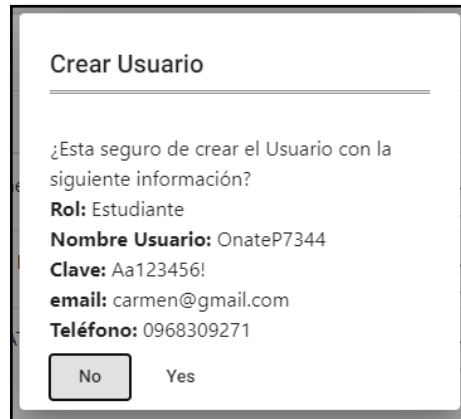 Crear Usuario
¿Esta seguro de crear el Usuario con la
siguiente información?
Rol: Estudiante
Nombre Usuario: OnateP7344
Clave: Aa123456!
email: carmen@gmail.com
Teléfono: 0968309271
No Yes